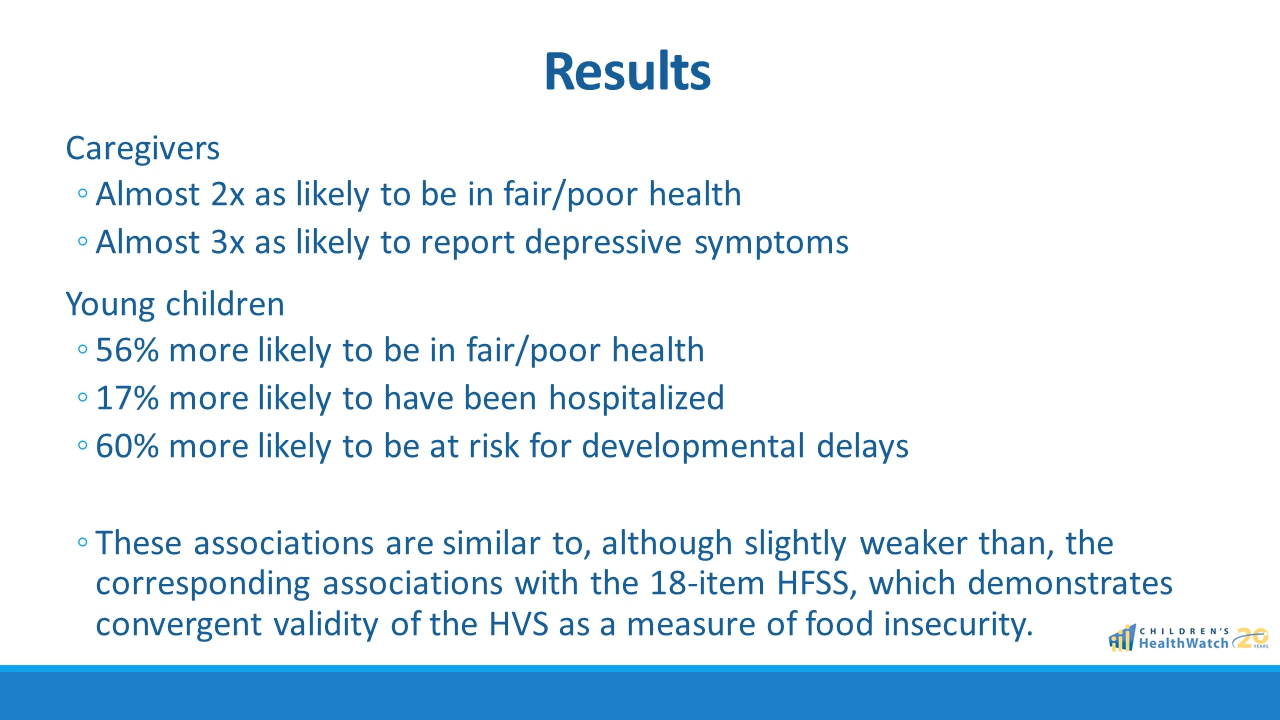 Results
Caregivers
◦ Almost 2x as likely to be in fair/poor health
◦ Almost 3x as likely to report depressive symptoms
Young children
◦ 56% more likely to be in fair/poor health
◦ 17% more likely to have been hospitalized
◦ 60% more likely to be at risk for developmental delays
◦ These associations are similar to, although slightly weaker than, the
corresponding associations with the 18-item HFSS, which demonstrates
convergent validity of the HVS as a measure of food insecurity.
CHILDREN'S
HealthWatch
20
YEARS